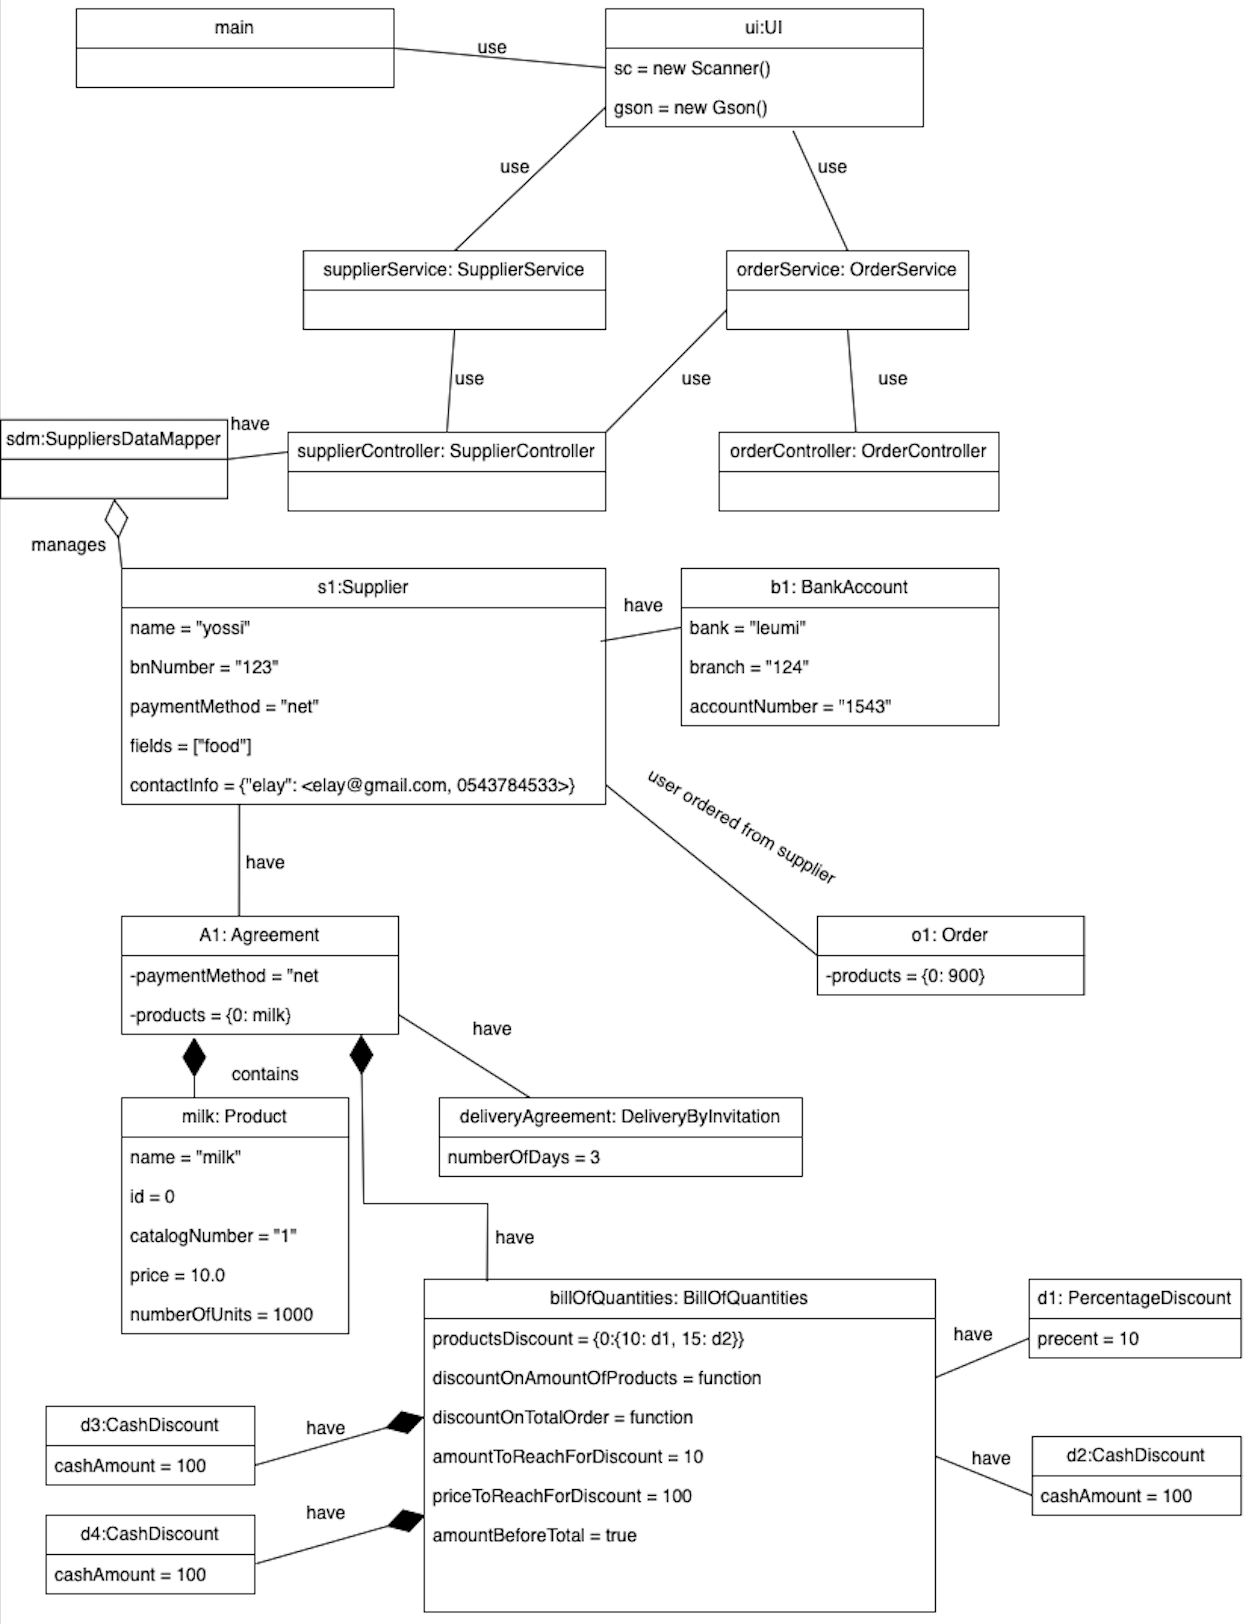 main
ui:UI
use
sc = new Scanner()
gson = new Gson()
use
use
supplierService: SupplierService
orderService: OrderService
use
use
use
have
sdm:SuppliersDataMapper
supplierController: SupplierController
orderController: OrderController
manages
s1:Supplier
b1: BankAccount
have
name = "yossi"
bank = "leumi"
bnNumber = "123"
branch = "124"
paymentMethod = "net"
accountNumber = "1543"
fields = ["food"]
contactInfo = {"elay": <elay@gmail.com, 0543784533>}
user ordered from supplier
have
A1: Agreement
o1: Order
-paymentMethod = "net
-products = {0: 900}
-products = {0: milk}
have
contains
milk: Product
deliveryAgreement: DeliveryByInvitation
name = "milk"
numberOfDays = 3
id = 0
catalogNumber = "1"
have
price = 10.0
numberOfUnits = 1000
billOfQuantities: BillOfQuantities
d1: PercentageDiscount
have
productsDiscount = {0:{10: d1, 15: d2}}
precent = 10
discountOnAmountOfProducts = function
d3:CashDiscount
have
discountOnTotalOrder = function
cashAmount = 100
amountToReachForDiscount = 10
have
d2:CashDiscount
priceToReachForDiscount = 100
cashAmount = 100
have
d4:CashDiscount
amountBeforeTotal = true
cashAmount = 100